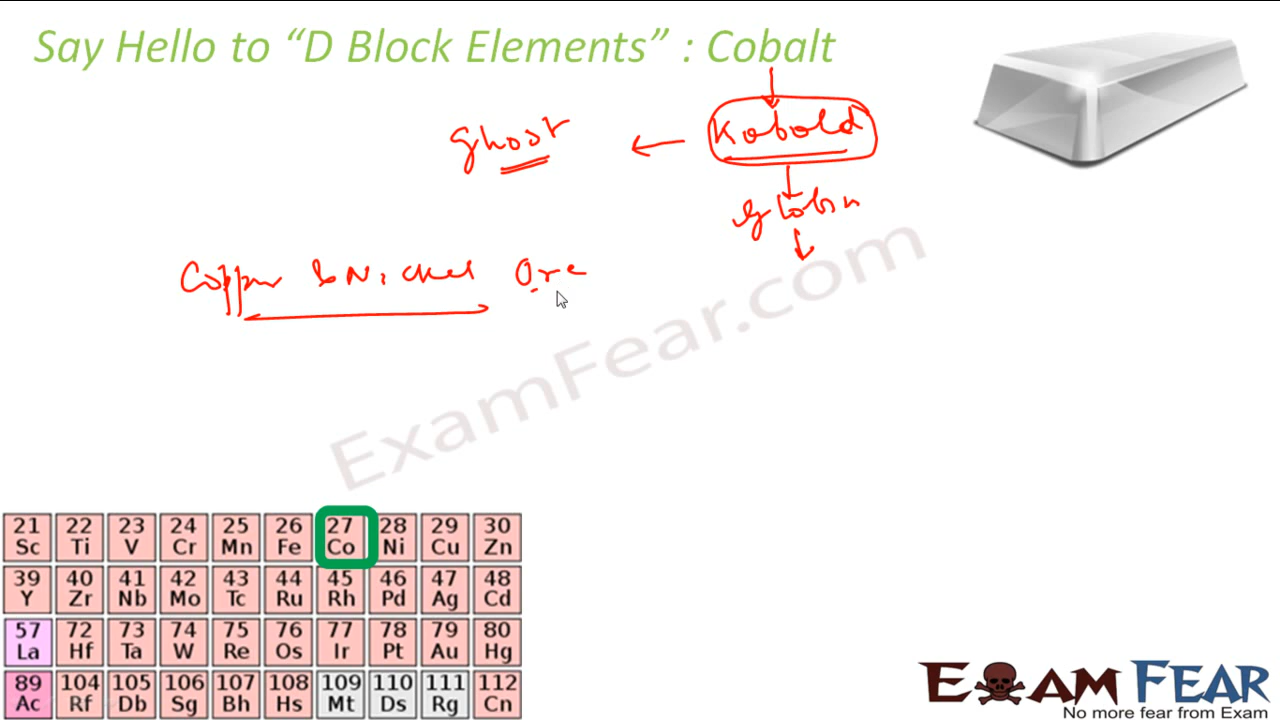 Say Hello to “D Block Elements” : Cobalt
Kobold
Ghost
Globin
Copper & Nickel Ore
ExamFear.com
21 22 23 24 25 26 27 28 29 30
Sc Ti V Cr Mn Fe Co Ni Cu Zn
39 40 41 42 43 44 45 46 47 48
Y Zr Nb Mo Tc Ru Rh Pd Ag Cd
57 72 73 74 75 76 77 78 79 80
La Hf Ta W Re Os Ir Pt Au Hg
89 104 105 106 107 108 109 110 111 112
Ac Rf Db Sg Bh Hs Mt Ds Rg Cn
EXAM FEAR
No more fear from Exam